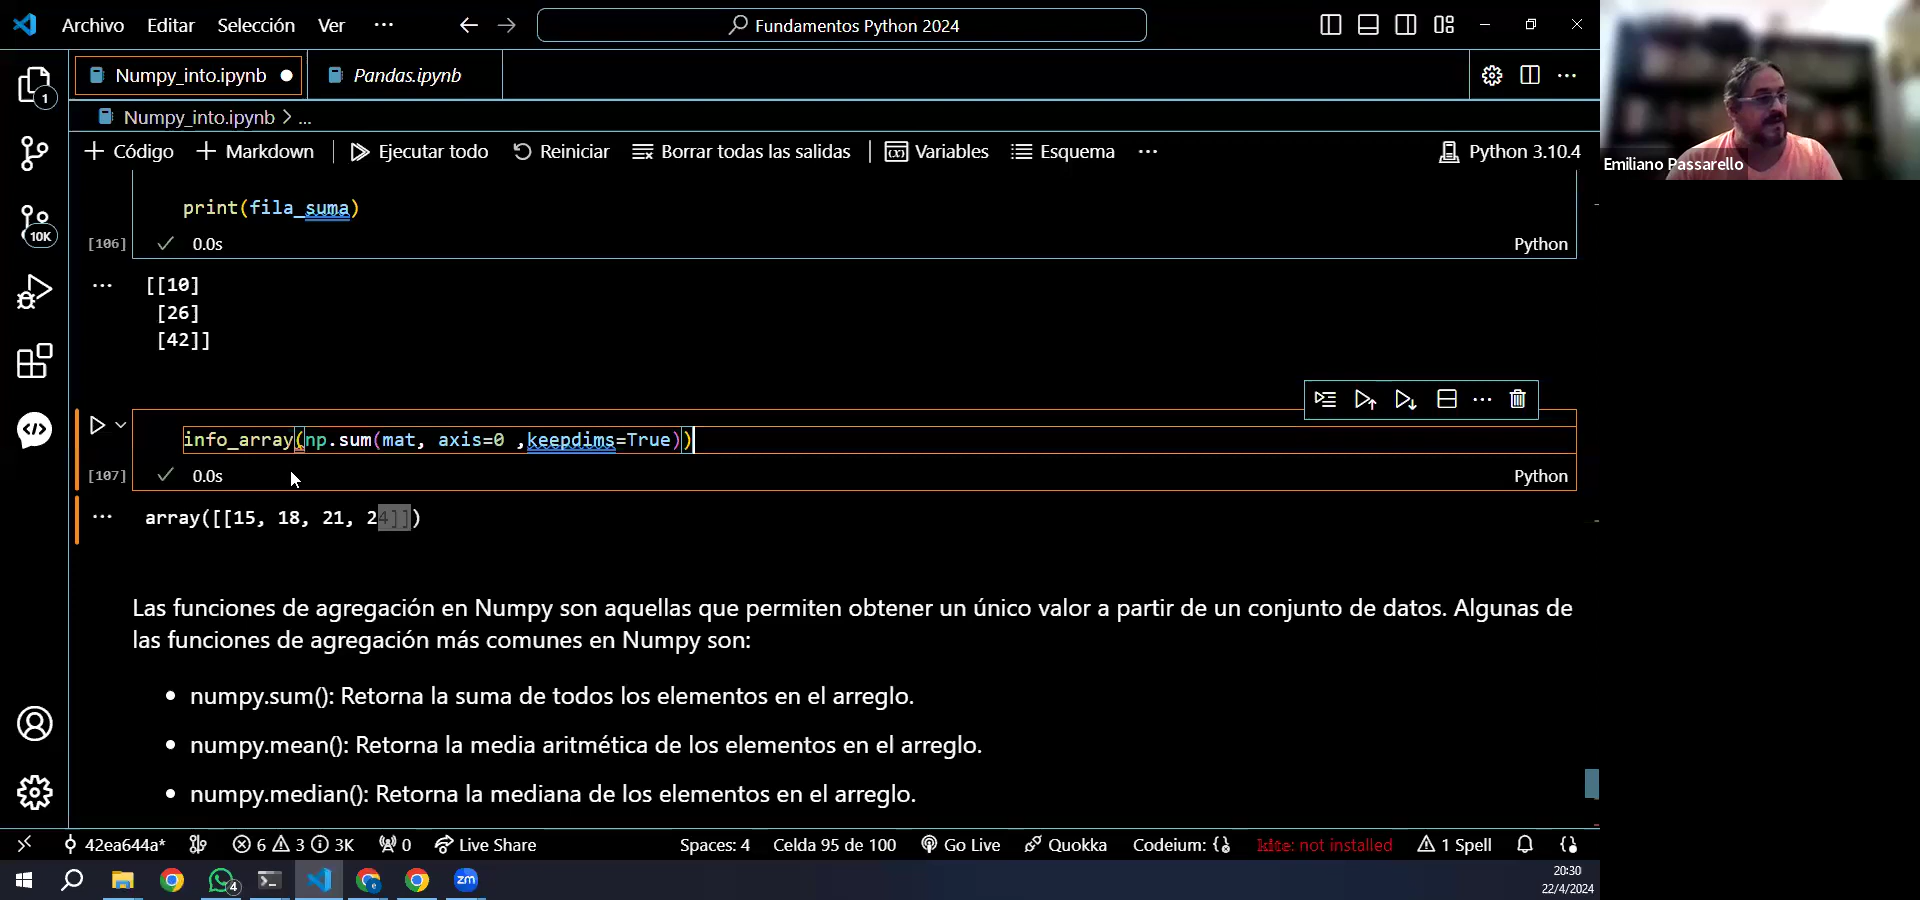 Archivo Editar Selección Ver ··· Fundamentos Python 2024
Numpy_into.ipynb Pandas.ipynb ···
1
Numpy_into.ipynb > ...
Código Markdown Ejecutar todo Reiniciar Borrar todas las salidas Variables Esquema ··· Python 3.10.4
Emiliano Passarello
print(fila_suma)
10K
[106] 0.0s Python
··· [[10]
[26]
[42]]
info_array(np.sum(mat, axis=0 ,keepdims=True))
[107] 0.0s Python
··· array([[15, 18, 21, 24]])
Las funciones de agregación en Numpy son aquellas que permiten obtener un único valor a partir de un conjunto de datos. Algunas de
las funciones de agregación más comunes en Numpy son:
• numpy.sum(): Retorna la suma de todos los elementos en el arreglo.
• numpy.mean(): Retorna la media aritmética de los elementos en el arreglo.
• numpy.median(): Retorna la mediana de los elementos en el arreglo.
42ea644a* 6 3 3K 0 Live Share Spaces: 4 Celda 95 de 100 Go Live Quokka Codeium: {} kite: not installed 1 Spell
4 zm
20:30
22/4/2024